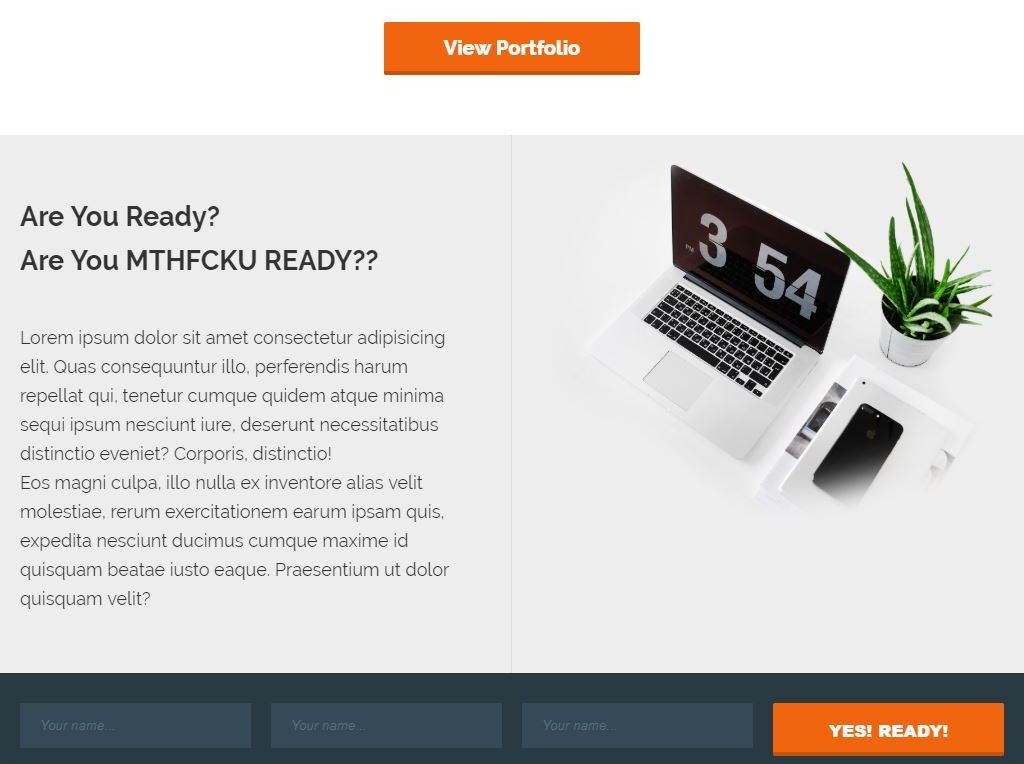 View Portfolio
Are You Ready?
Are You MTHFCKU READY??
Lorem ipsum dolor sit amet consectetur adipisicing
elit. Quas consequuntur illo, perferendis harum
repellat qui, tenetur cumque quidem atque minima
sequi ipsum nesciunt iure, deserunt necessitatibus
distinctio eveniet? Corporis, distinctio!
Eos magni culpa, illo nulla ex inventore alias velit
molestiae, rerum exercitationem earum ipsam quis,
expedita nesciunt ducimus cumque maxime id
quisquam beatae iusto eaque. Praesentium ut dolor
quisquam velit?
PM 3 54
Your name...
Your name...
Your name...
YES! READY!